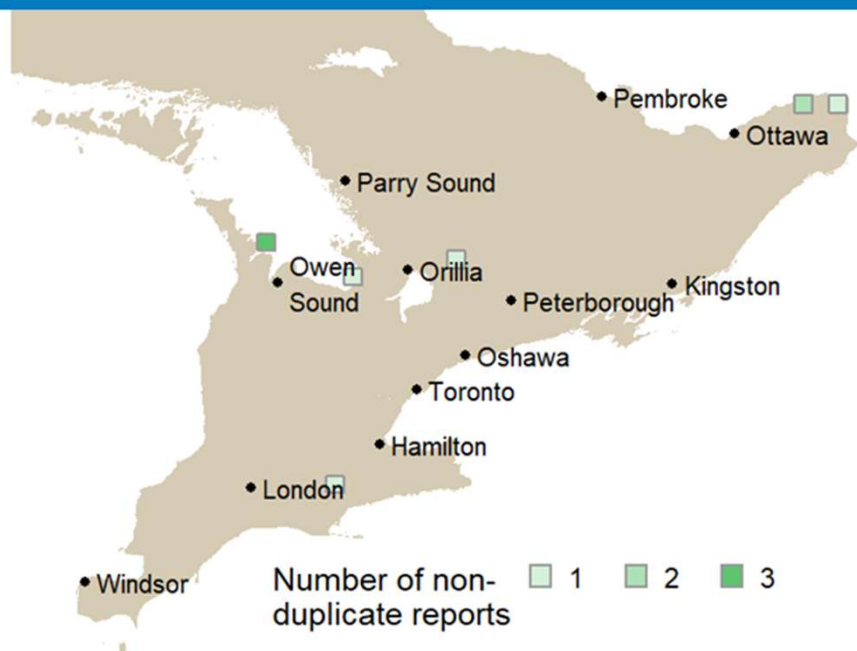 Pembroke
Ottawa
Parry Sound
Owen
Sound
Orillia
Kingston
Peterborough
Oshawa
Toronto
Hamilton
London
Windsor
Number of non-
duplicate reports
1
2
3